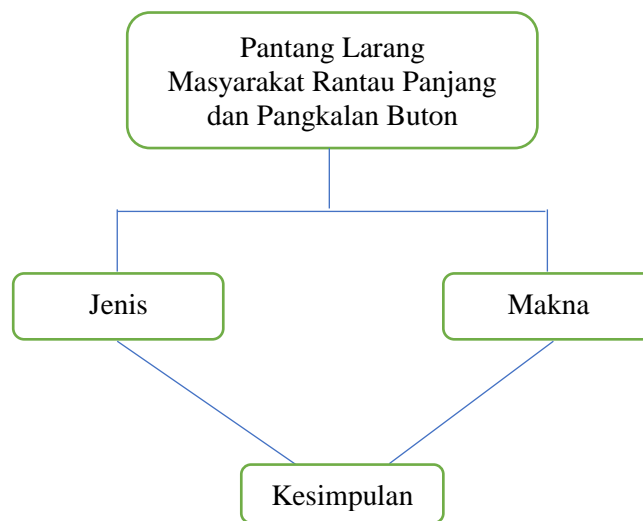 Pantang Larang
Masyarakat Rantau Panjang
dan Pangkalan Buton
Jenis
Makna
Kesimpulan